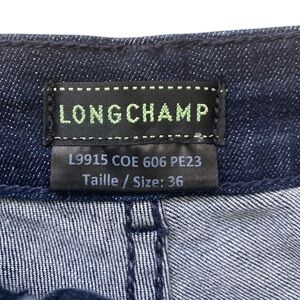 LONGCHAMP
L9915 COE 606 PE23
Taille / Size: 36